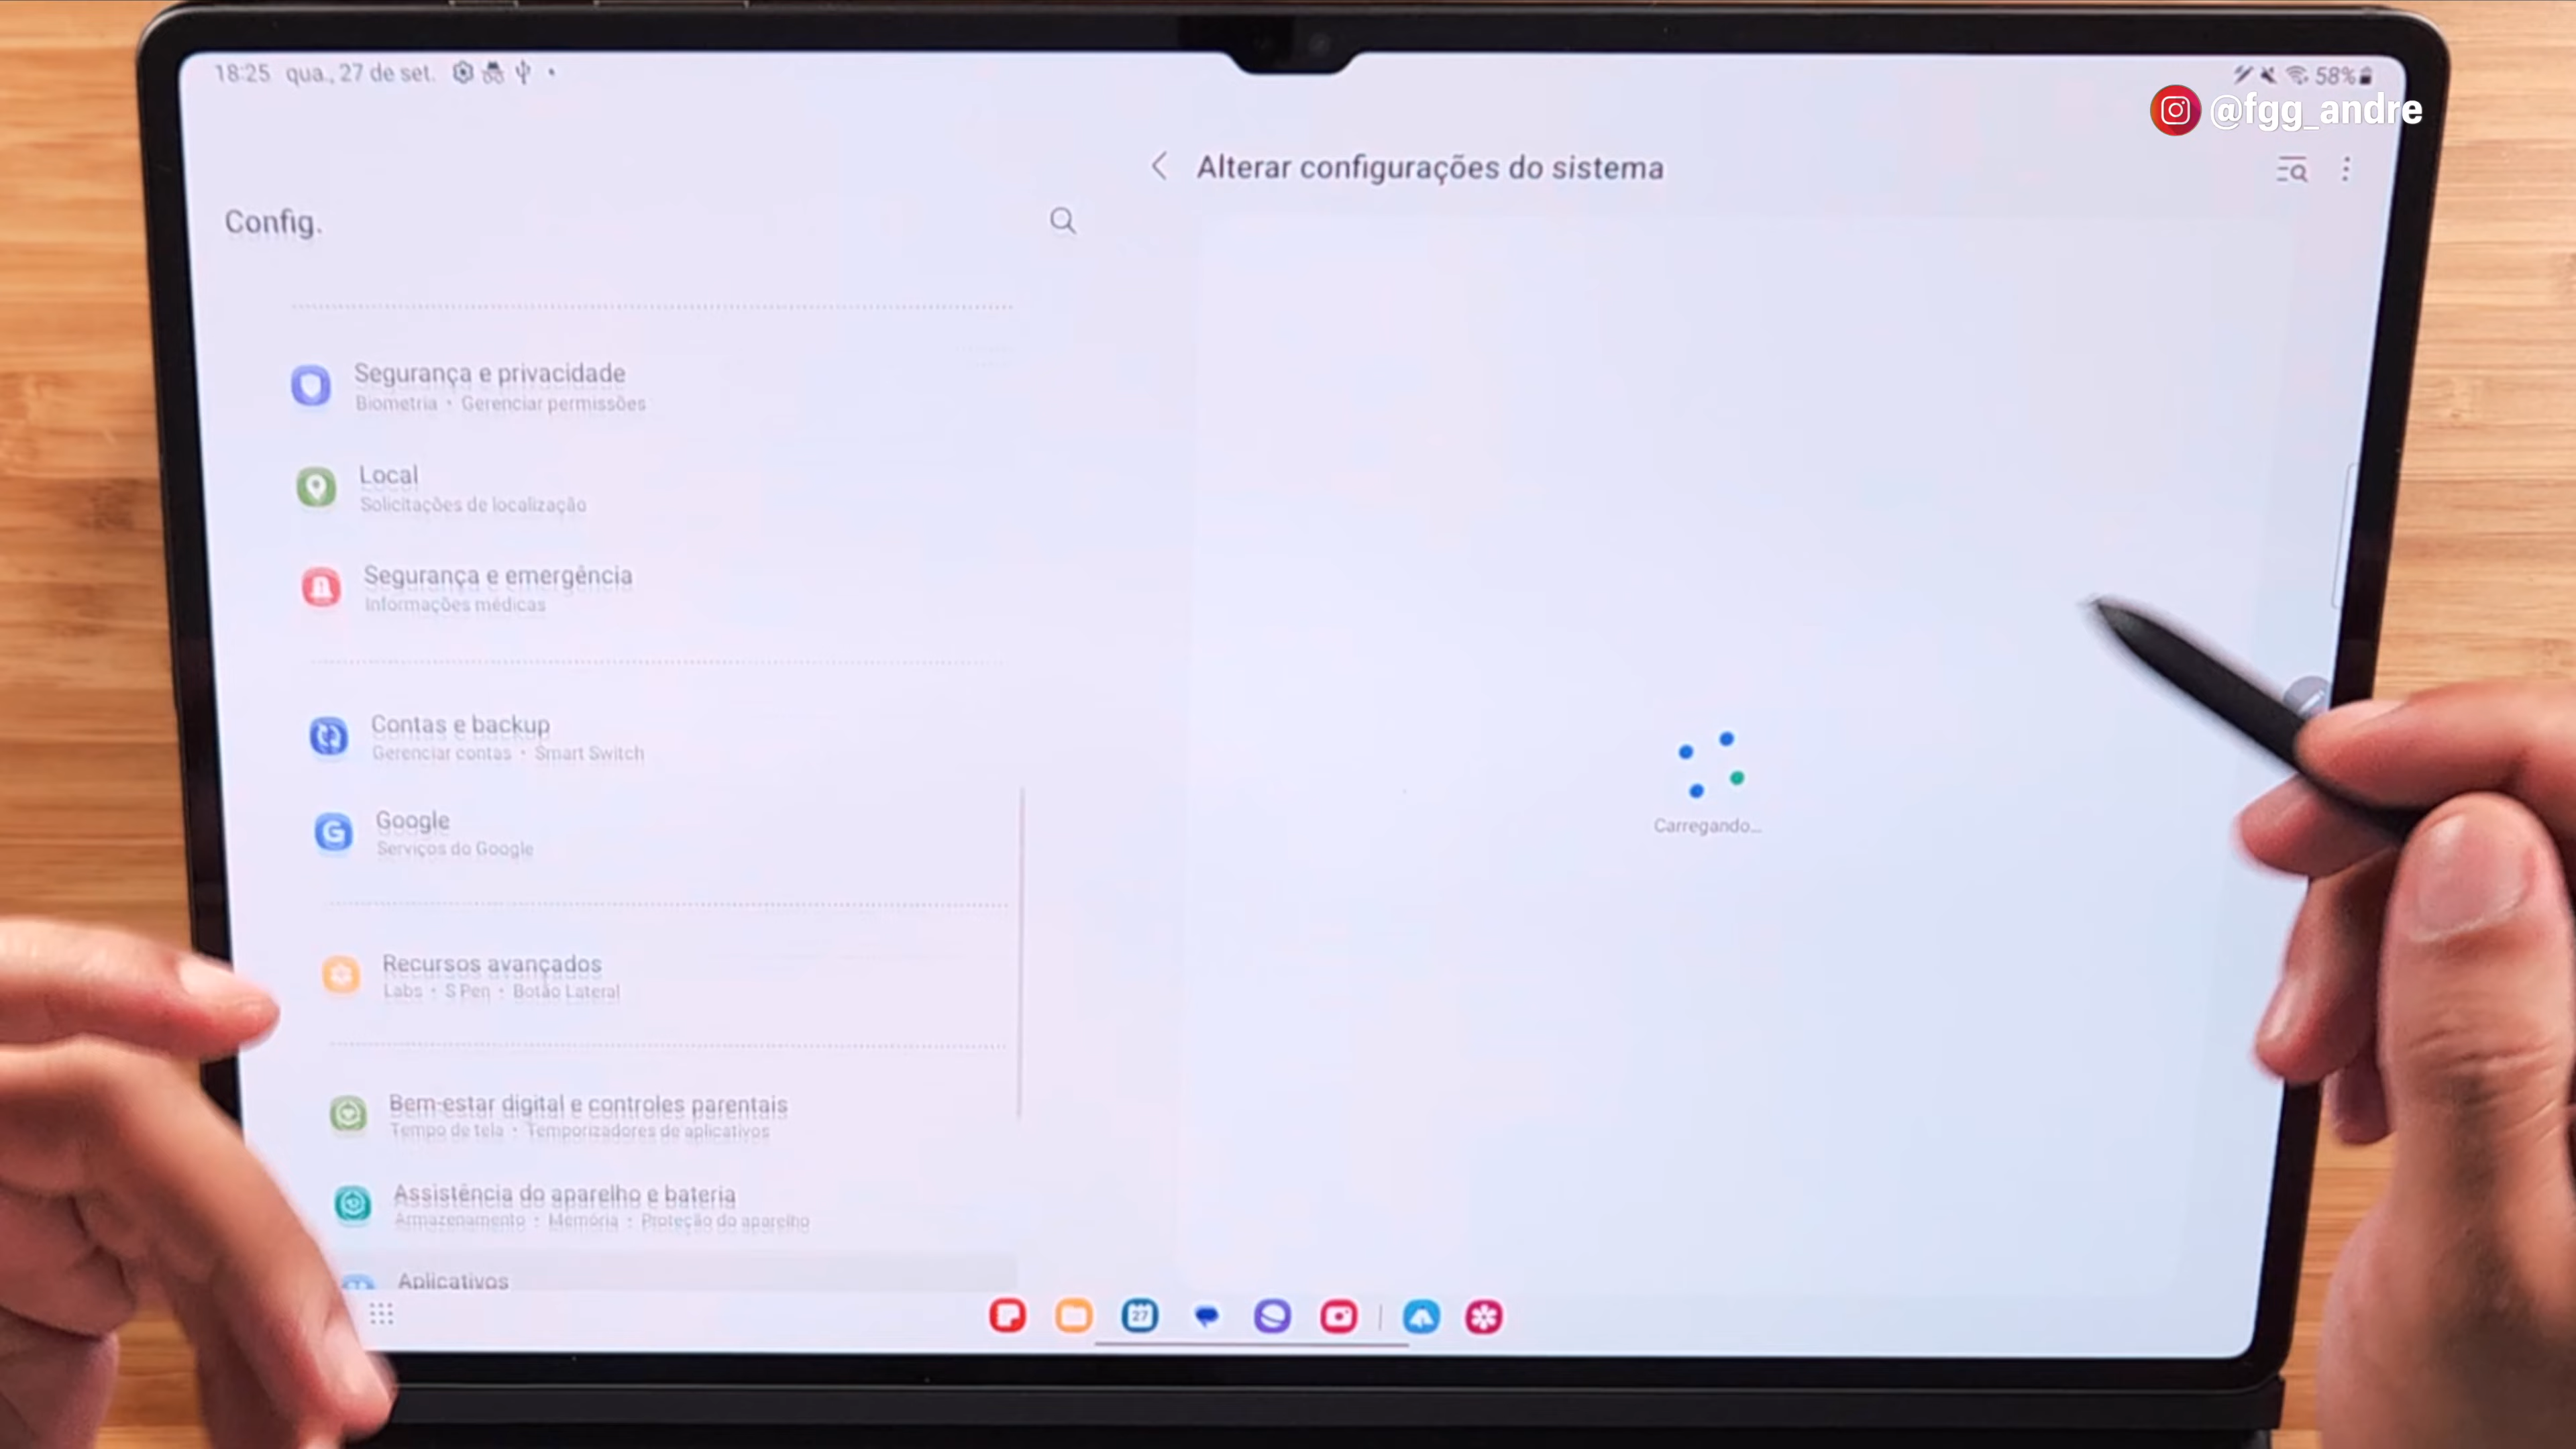 18:25 qua., 27 de set.
58%
@fgg_andre
Alterar configurações do sistema
Config.
Segurança e privacidade
Biometria • Gerenciar permissões
Local
Solicitações de localização
Segurança e emergência
Informações médicas
Contas e backup
Gerenciar contas • Smart Switch
Google
Serviços do Google
Recursos avançados
Labs • S Pen • Botão Lateral
Bem-estar digital e controles parentais
Tempo de tela • Temporizadores de aplicativos
Assistência do aparelho e bateria
Armazenamento • Memória • Proteção do aparelho
Aplicativos
Carregando...
27